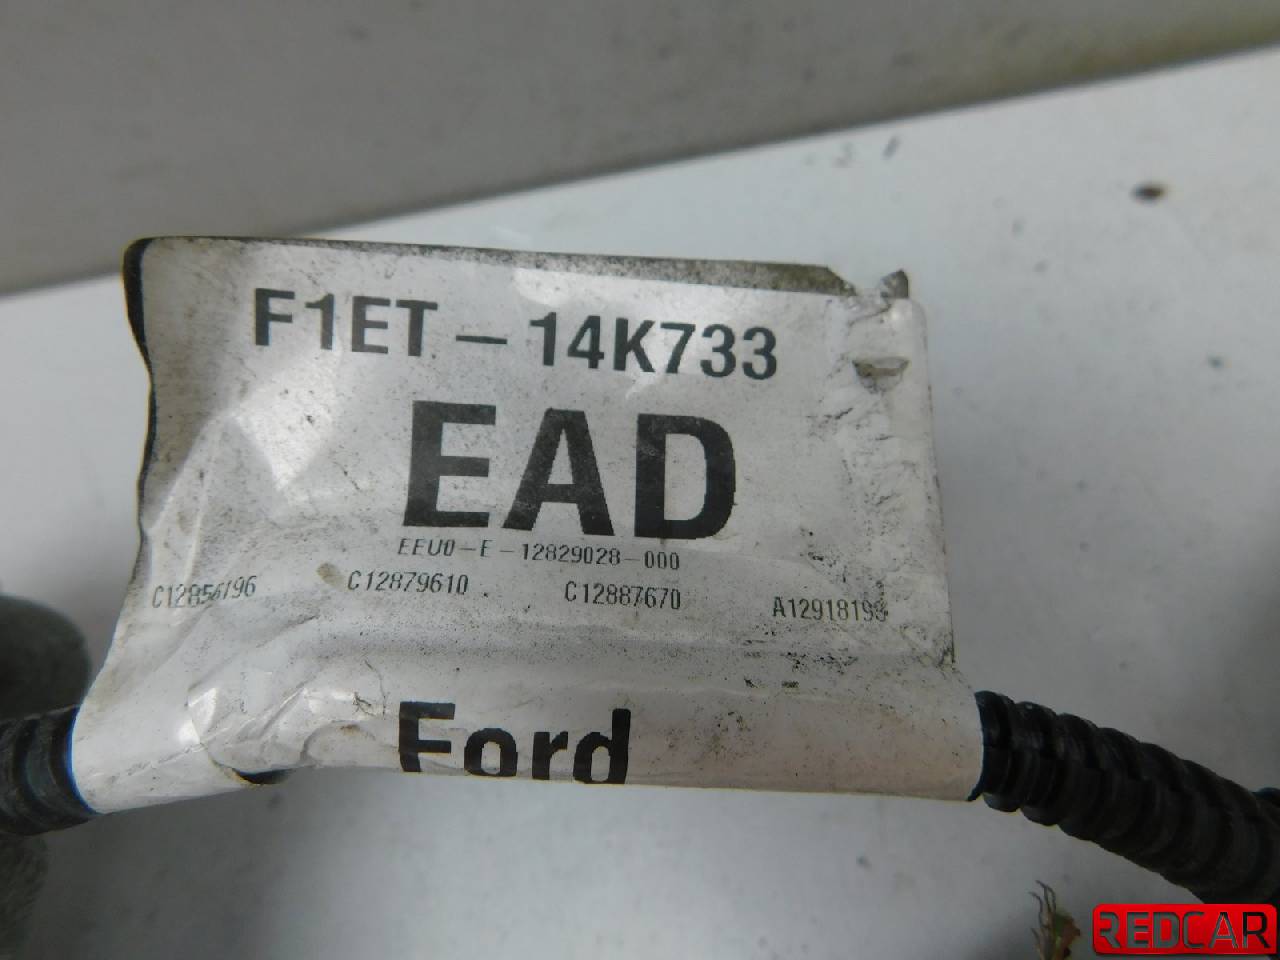 F1ET-14K733
EAD
EEU0-E-12829028-000
C12879610 C12887670
Ford
REDCAR